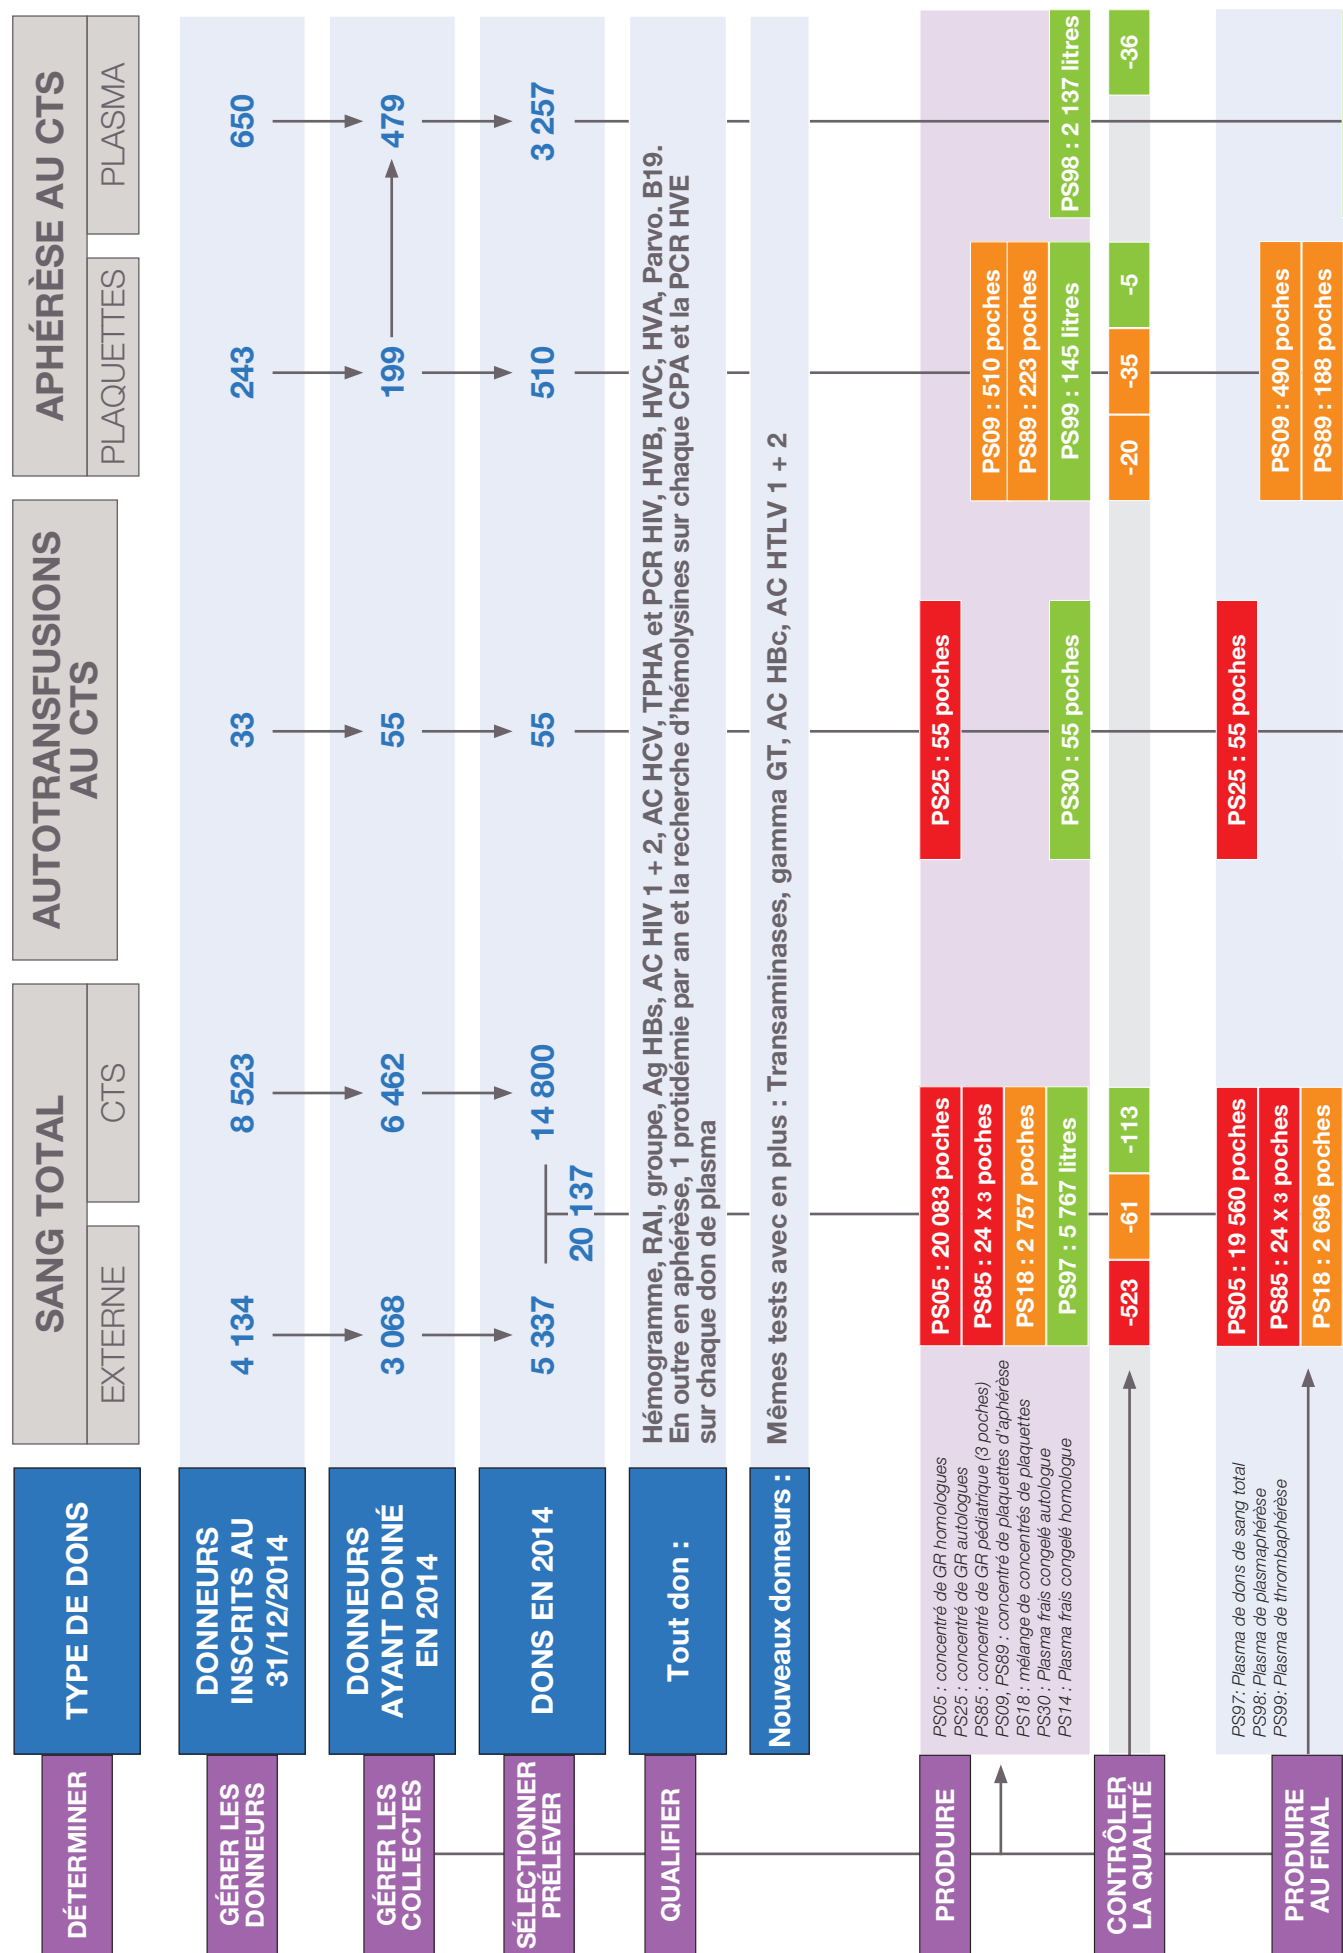 DÉTERMINER
TYPE DE DONS
SANG TOTAL
EXTERNE
CTS
AUTOTRANSFUSIONS
AU CTS
APHÉRÈSE AU CTS
PLAQUETTES
PLASMA
GÉRER LES
DONNEURS
DONNEURS
INSCRITS AU
31/12/2014
4 134
8 523
33
243
650
GÉRER LES
COLLECTES
DONNEURS
AYANT DONNÉ
EN 2014
3 068
6 462
55
199
479
SÉLECTIONNER
PRÉLEVER
DONS EN 2014
5 337
14 800
20 137
55
510
3 257
QUALIFIER
Tout don :
Hémogramme, RAI, groupe, Ag HBs, AC HIV 1 + 2, AC HCV, TPHA et PCR HIV, HVB, HVC, HVA, Parvo. B19.
En outre en aphérèse, 1 protidémie par an et la recherche d'hémolysines sur chaque CPA et la PCR HVE
sur chaque don de plasma
Nouveaux donneurs :
Mêmes tests avec en plus : Transaminases, gamma GT, AC HBc, AC HTLV 1 + 2
PRODUIRE
PS05 : concentré de GR homologues
PS25 : concentré de GR autologues
PS85 : concentré de GR pédiatrique (3 poches)
PS09, PS89 : concentré de plaquettes d'aphérèse
PS18 : mélange de concentrés de plaquettes
PS30 : Plasma frais congelé autologue
PS14 : Plasma frais congelé homologue
PS05 : 20 083 poches
PS85 : 24 X 3 poches
PS18 : 2 757 poches
PS97 : 5 767 litres
PS25 : 55 poches
PS30 : 55 poches
PS09 : 510 poches
PS89 : 223 poches
PS99 : 145 litres
PS98 : 2 137 litres
CONTRÔLER
LA QUALITÉ
-523
-61
-113
-20
-35
-5
-36
PRODUIRE
AU FINAL
PS97: Plasma de dons de sang total
PS98: Plasma de plasmaphérèse
PS99: Plasma de thrombaphérèse
PS05 : 19 560 poches
PS85 : 24 X 3 poches
PS18 : 2 696 poches
PS25 : 55 poches
PS09 : 490 poches
PS89 : 188 poches